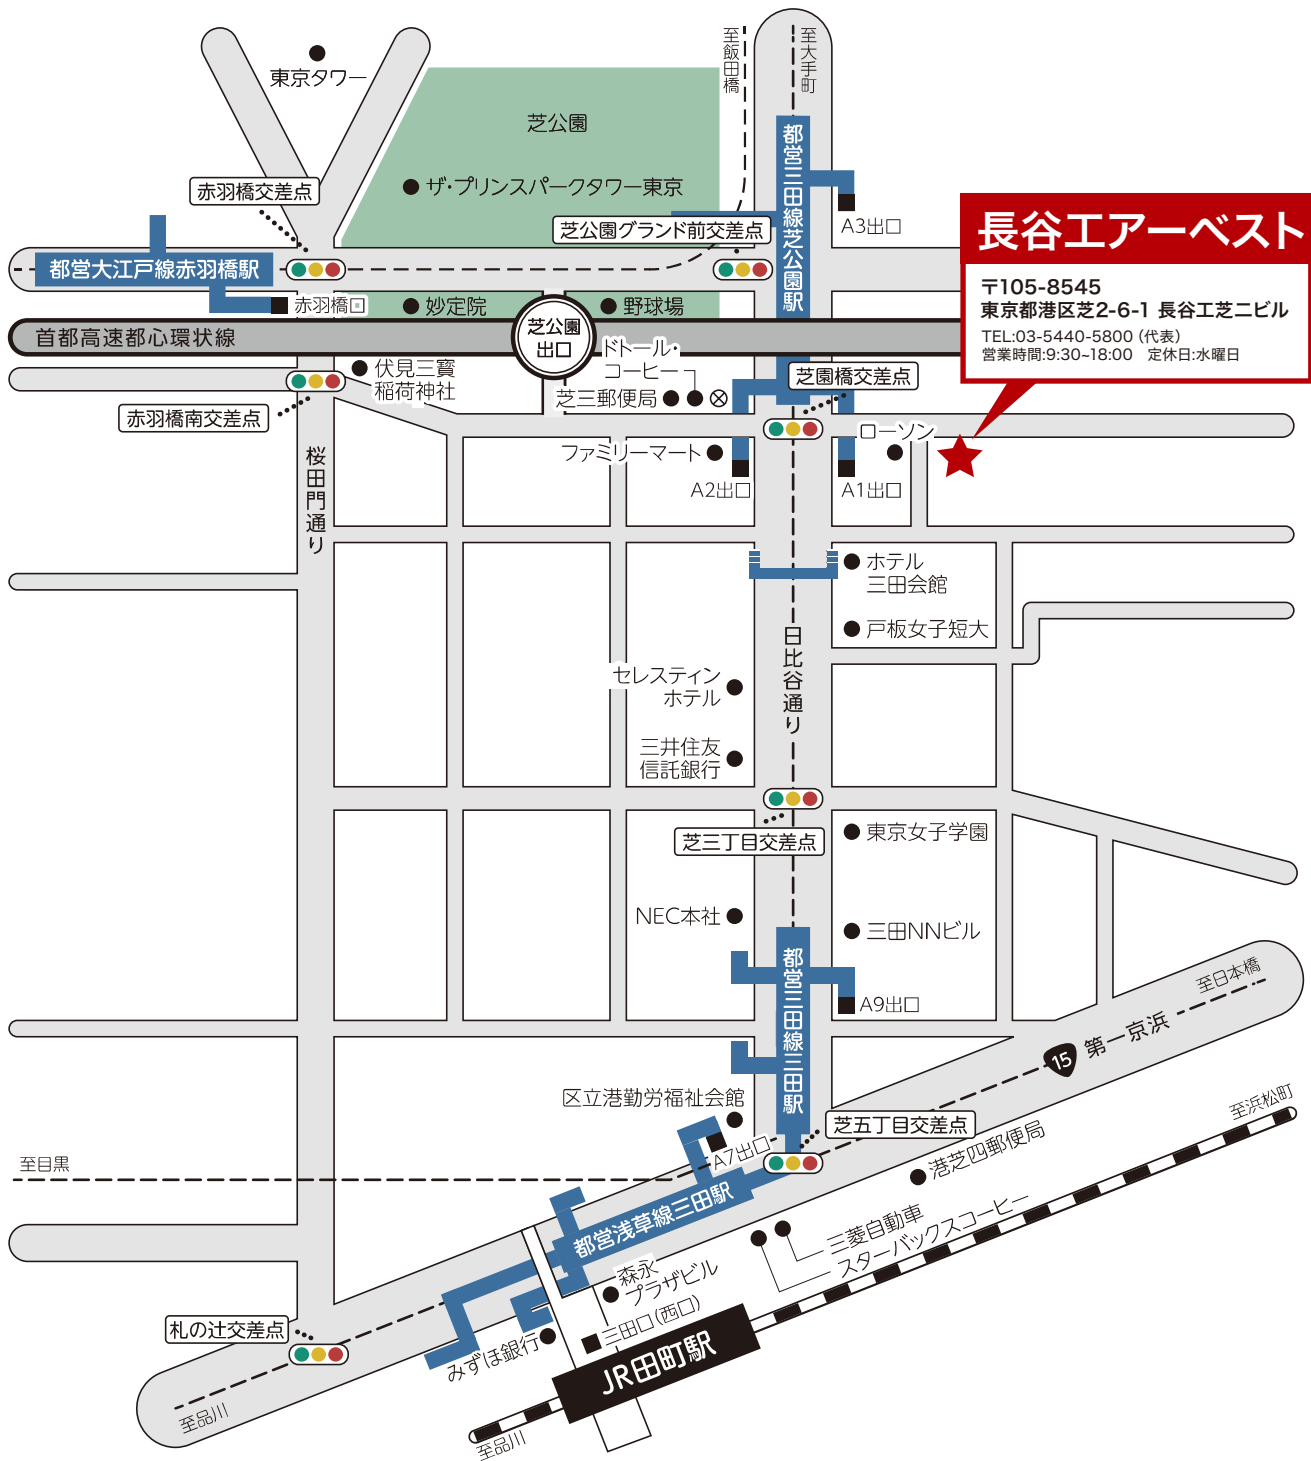 至飯田橋
至大手町
東京タワー
芝公園
ザ・プリンスパークタワー東京
赤羽橋交差点
芝公園グランド前交差点
都営三田線芝公園駅
A3出口
長谷工アーベスト
〒105-8545
東京都港区芝2-6-1 長谷工芝二ビル
TEL:03-5440-5800（代表）
営業時間:9:30~18:00　定休日:水曜日
都営大江戸線赤羽橋駅
赤羽橋口
妙定院
野球場
首都高速都心環状線
芝公園
出口
伏見三寳
稲荷神社
ドトール・
コーヒー
芝三郵便局
芝園橋交差点
赤羽橋南交差点
ファミリーマート
ローソン
A2出口
A1出口
桜田門通り
ホテル
三田会館
戸板女子短大
日比谷通り
セレスティン
ホテル
三井住友
信託銀行
芝三丁目交差点
東京女子学園
NEC本社
三田NNビル
都営三田線三田駅
A9出口
至日本橋
15
第一京浜
区立港勤労福祉会館
芝五丁目交差点
至浜松町
A7出口
港芝四郵便局
至目黒
都営浅草線三田駅
三菱自動車
スターバックスコーヒー
森永
プラザビル
札の辻交差点
三田口（西口）
みずほ銀行
JR田町駅
至品川
至品川